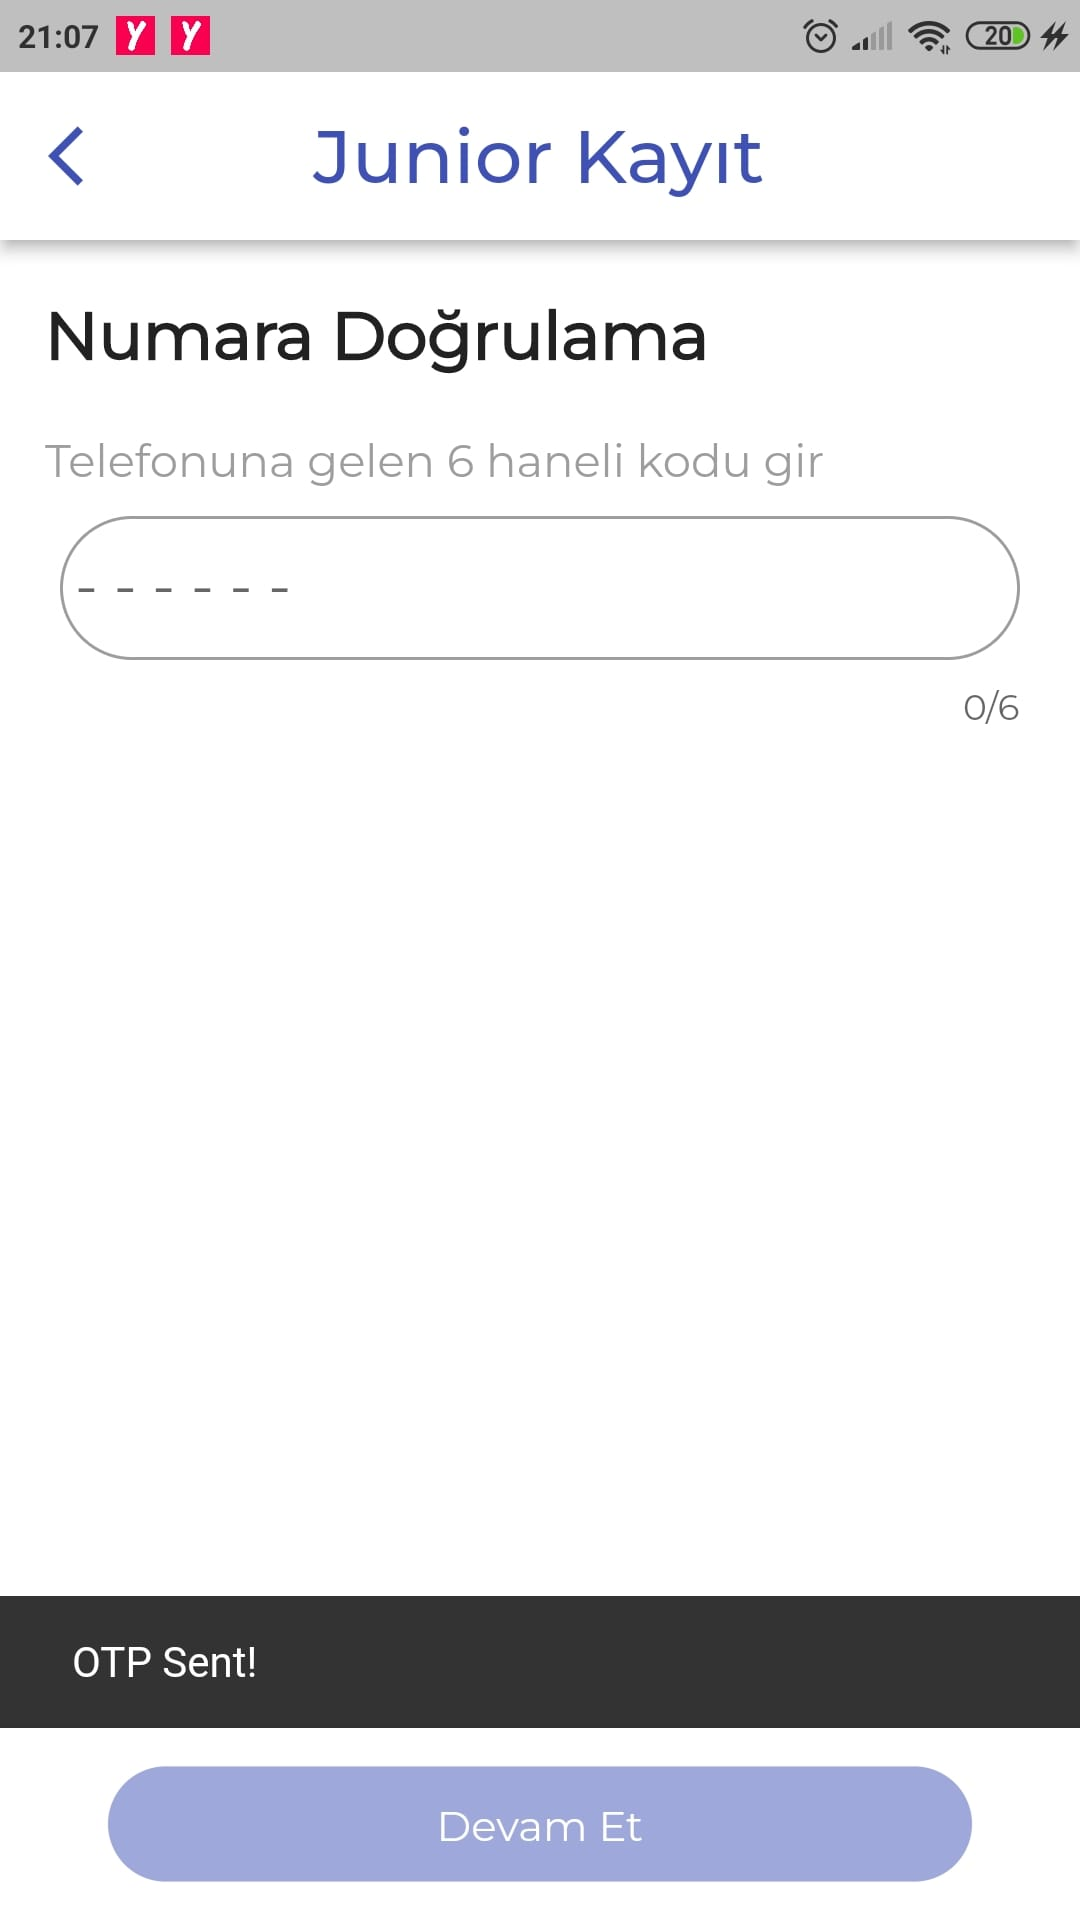 21:07 Y Y 20
Junior Kayıt
Numara Doğrulama
Telefonuna gelen 6 haneli kodu gir
- - - - - -
0/6
OTP Sent!
Devam Et